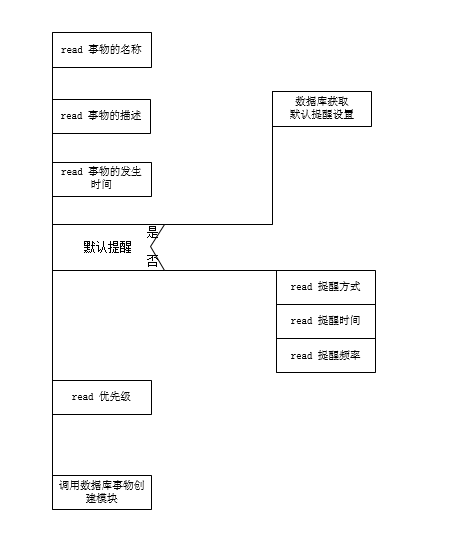 read 事物的名称
read 事物的描述
数据库获取
默认提醒设置
read 事物的发生
时间
是
默认提醒
否
read 提醒方式
read 提醒时间
read 提醒频率
read 优先级
调用数据库事物创
建模块